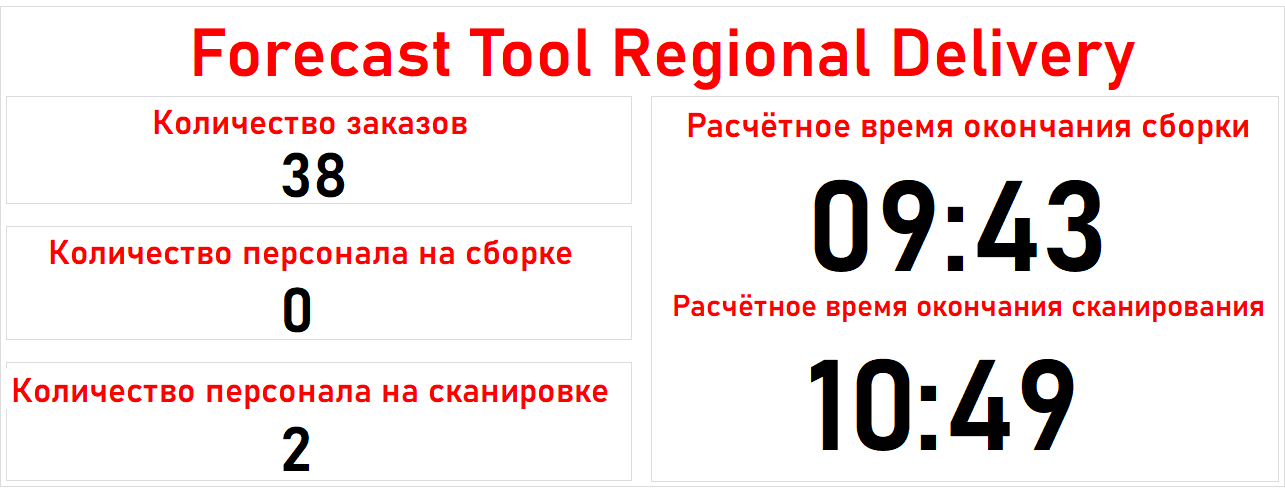 Forecast Tool Regional Delivery
Количество заказов
38
Количество персонала на сборке
0
Количество персонала на сканировке
2
Расчётное время окончания сборки
09:43
Расчётное время окончания сканирования
10:49